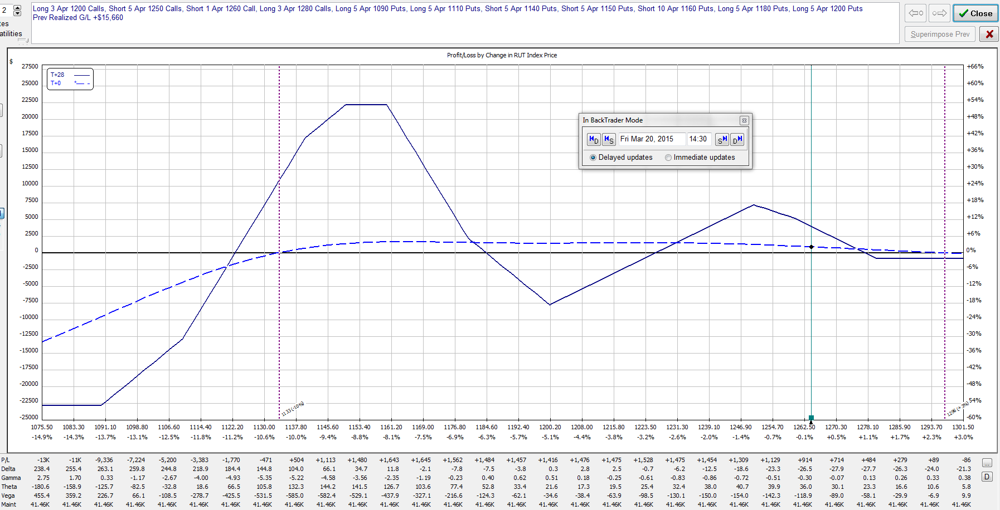 2
Long 3 Apr 1200 Calls, Short 5 Apr 1250 Calls, Short 1 Apr 1260 Call, Long 3 Apr 1280 Calls, Long 5 Apr 1090 Puts, Long 5 Apr 1110 Puts, Short 5 Apr 1140 Puts, Short 5 Apr 1150 Puts, Short 10 Apr 1160 Puts, Long 5 Apr 1180 Puts, Long 5 Apr 1200 Puts
Prev Realized G/L +$15,660
tes
atilities
Close
Superimpose Prev
Profit/Loss by Change in RUT Index Price
$
T+28
T+0 *
In BackTrader Mode
D S Fri Mar 20, 2015 14:30 S D
Delayed updates Immediate updates
27500 +66%
25000 +60%
22500 +54%
20000 +48%
17500 +42%
15000 +36%
12500 +30%
10000 +24%
7500 +18%
5000 +12%
2500 +6%
0 0%
-2500 -6%
-5000 -12%
-7500 -18%
-10000 -24%
-12500 -30%
-15000 -36%
-17500 -42%
-20000 -48%
-22500 -54%
-25000 -60%
1133 (-10%)
1296 (+3%)
1075.50 1083.30 1091.10 1098.80 1106.60 1114.40 1122.20 1130.00 1137.80 1145.60 1153.40 1161.20 1169.00 1176.80 1184.60 1192.40 1200.20 1208.00 1215.80 1223.50 1231.30 1239.10 1246.90 1254.70 1262.50 1270.30 1278.10 1285.90 1293.70 1301.50
-14.9% -14.3% -13.7% -13.1% -12.5% -11.8% -11.2% -10.6% -10.0% -9.4% -8.8% -8.1% -7.5% -6.9% -6.3% -5.7% -5.1% -4.4% -3.8% -3.2% -2.6% -2.0% -1.4% -0.7% -0.1% +0.5% +1.1% +1.7% +2.3% +3.0%
P/L -13K -11K -9,336 -7,224 -5,200 -3,383 -1,770 -471 +504 +1,113 +1,480 +1,643 +1,645 +1,562 +1,484 +1,457 +1,416 +1,476 +1,475 +1,528 +1,475 +1,454 +1,309 +1,129 +914 +714 +484 +279 +89 -86
Delta 238.4 255.4 263.1 259.8 244.8 218.9 184.4 144.8 104.0 66.1 34.7 11.8 -2.1 -7.8 -7.5 -3.8 0.3 2.8 2.5 -0.7 -6.2 -12.5 -18.6 -23.3 -26.5 -27.9 -27.7 -26.3 -24.0 -21.3
Gamma 2.75 1.70 0.33 -1.17 -2.67 -4.00 -4.93 -5.35 -5.22 -4.58 -3.56 -2.35 -1.19 -0.23 0.40 0.62 0.51 0.18 -0.25 -0.61 -0.83 -0.86 -0.72 -0.51 -0.30 -0.07 0.13 0.26 0.33 0.38
Theta -180.6 -158.9 -125.7 -82.5 -32.8 18.6 66.5 105.8 132.3 144.2 141.5 126.7 103.6 77.4 52.8 33.4 21.6 17.3 19.5 25.4 32.4 38.0 40.7 39.9 36.0 30.1 23.3 16.6 10.6 5.8
Vega 455.4 359.2 226.7 66.1 -108.5 -278.7 -425.5 -531.5 -585.0 -582.4 -529.1 -437.9 -327.1 -216.6 -124.3 -62.1 -34.6 -38.4 -63.9 -98.5 -130.1 -150.0 -154.0 -142.3 -118.9 -89.0 -58.1 -29.9 -6.9 9.9
Maint 41.46K 41.46K 41.46K 41.46K 41.46K 41.46K 41.46K 41.46K 41.46K 41.46K 41.46K 41.46K 41.46K 41.46K 41.46K 41.46K 41.46K 41.46K 41.46K 41.46K 41.46K 41.46K 41.46K 41.46K 41.46K 41.46K 41.46K 41.46K 41.46K 41.46K
...
D